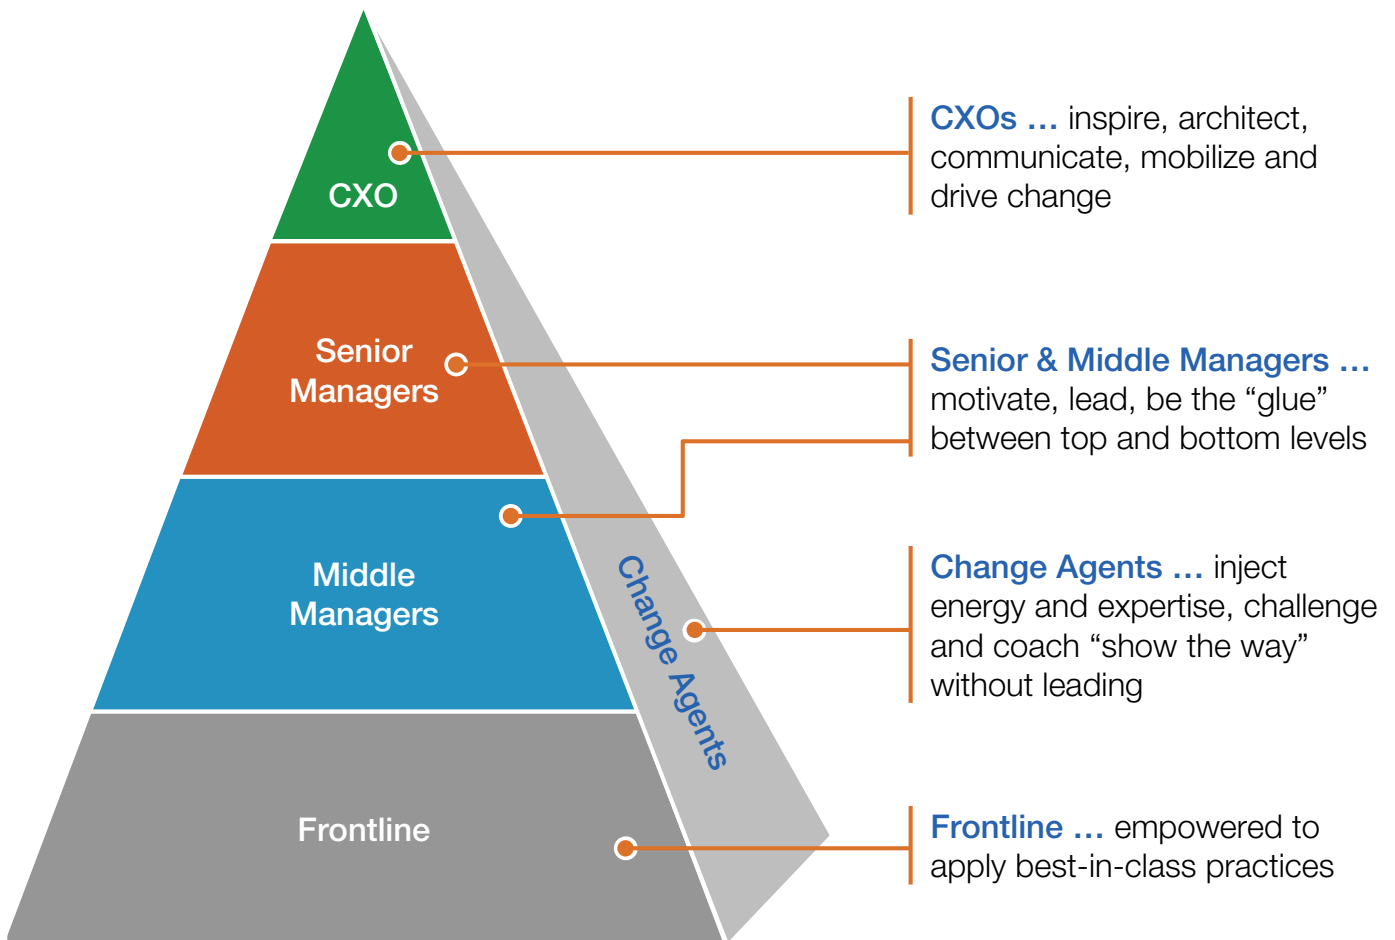 CXO
Senior
Managers
Middle
Managers
Frontline
Change Agents
CXOs … inspire, architect,
communicate, mobilize and
drive change
Senior & Middle Managers …
motivate, lead, be the “glue”
between top and bottom levels
Change Agents … inject
energy and expertise, challenge
and coach “show the way”
without leading
Frontline … empowered to
apply best-in-class practices